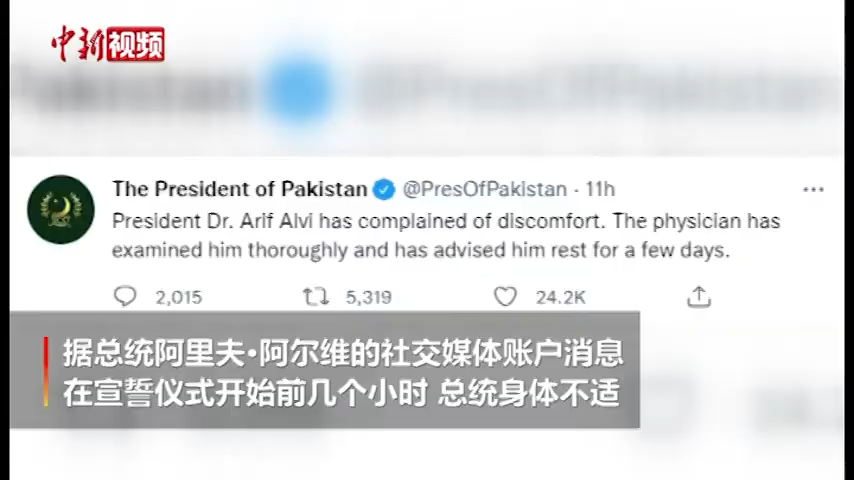 中新视频
Pakistan @PresOfPakistan
The President of Pakistan @PresOfPakistan · 11h
President Dr. Arif Alvi has complained of discomfort. The physician has
examined him thoroughly and has advised him rest for a few days.
2,015 5,319 24.2K
据总统阿里夫·阿尔维的社交媒体账户消息
在宣誓仪式开始前几个小时 总统身体不适